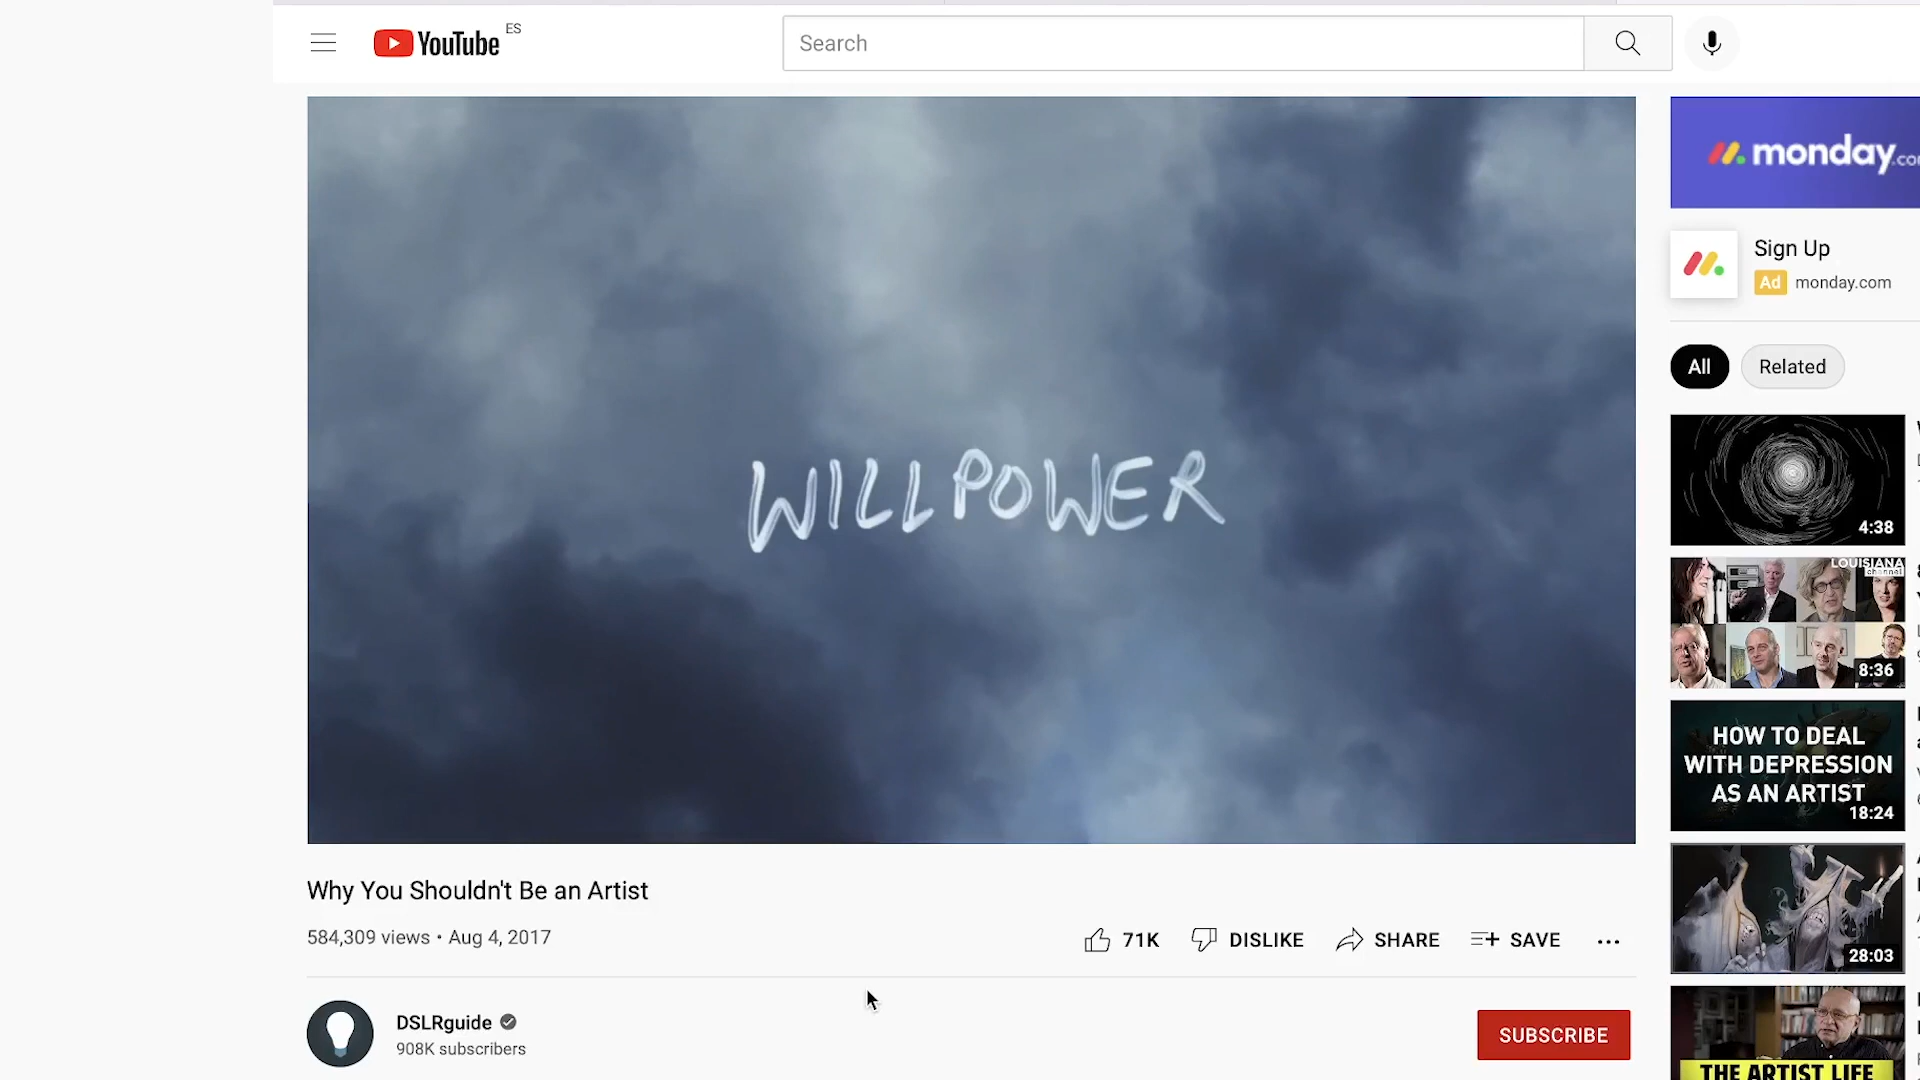 YouTube ES
Search
WILLPOWER
Why You Shouldn't Be an Artist
584,309 views • Aug 4, 2017
71K DISLIKE SHARE SAVE
DSLRguide
908K subscribers
SUBSCRIBE
monday.co
Sign Up
Ad monday.com
All Related
4:38
LOUISIANA
channel
8:36
HOW TO DEAL
WITH DEPRESSION
AS AN ARTIST
18:24
28:03
THE ARTIST LIFE